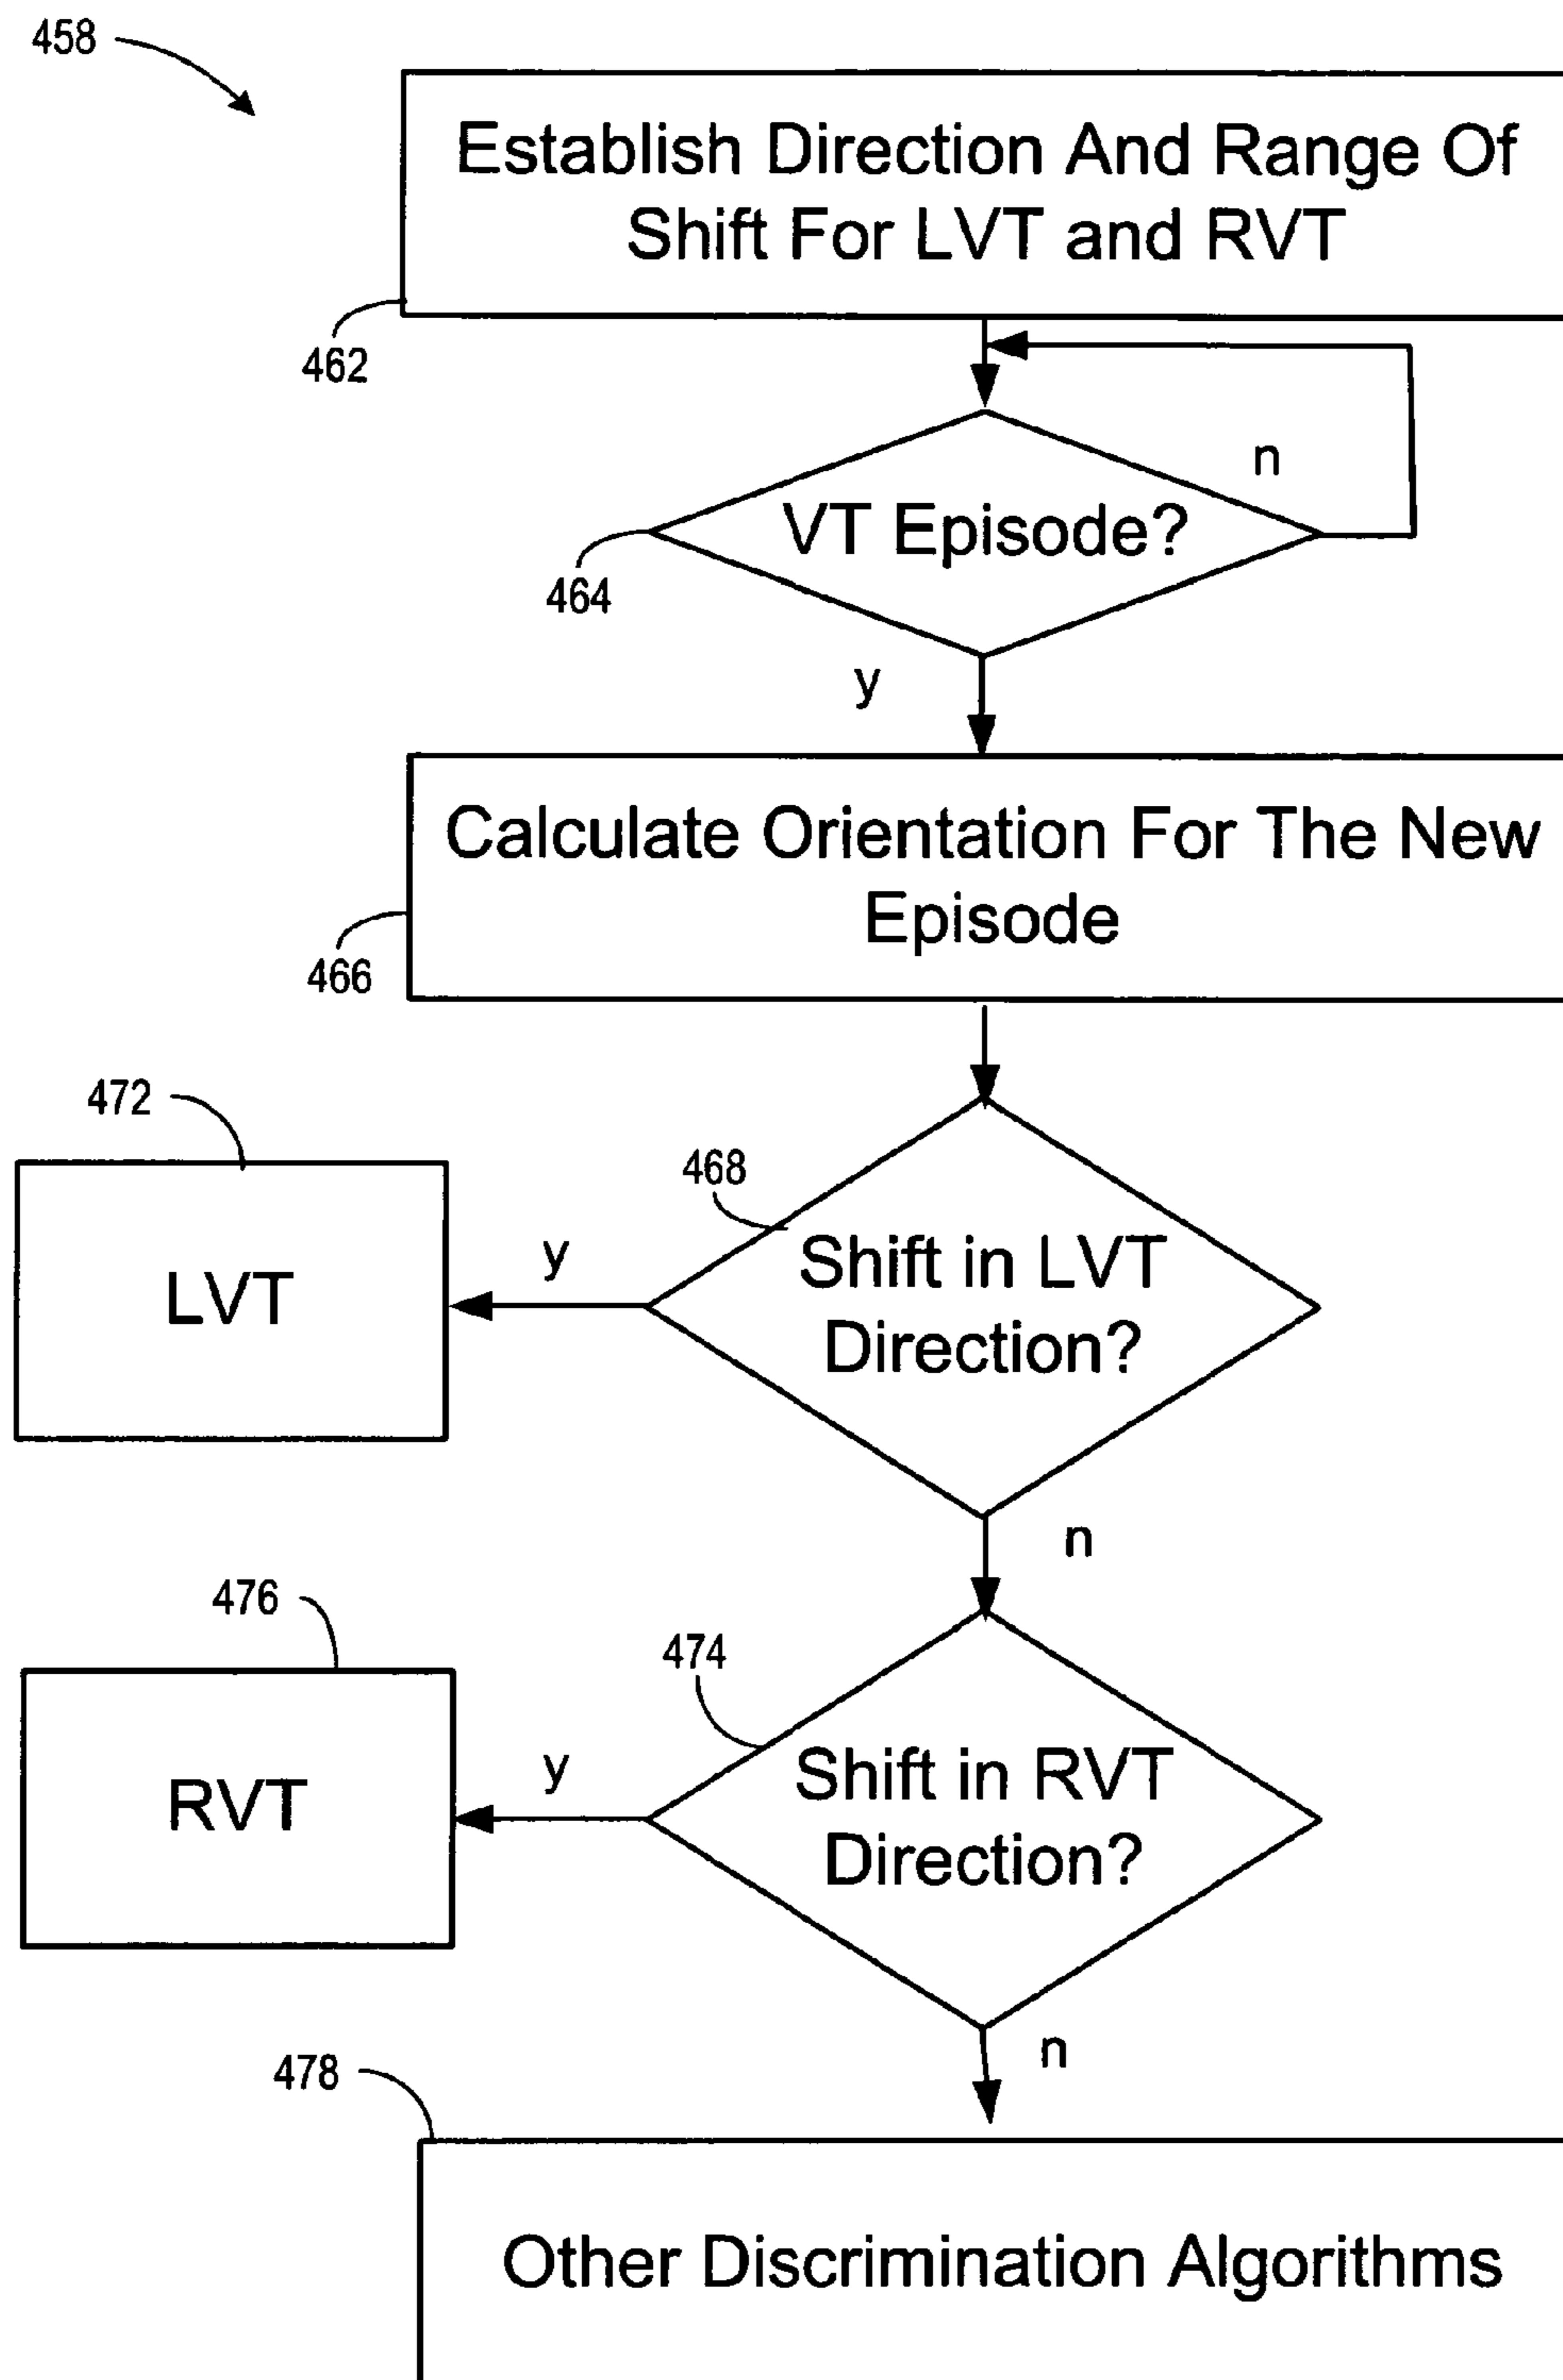 458
Establish Direction And Range Of
Shift For LVT and RVT
462
n
VT Episode?
464
y
Calculate Orientation For The New
Episode
466
472
468
Shift in LVT
Direction?
y
LVT
n
476
474
Shift in RVT
Direction?
y
RVT
n
478
Other Discrimination Algorithms